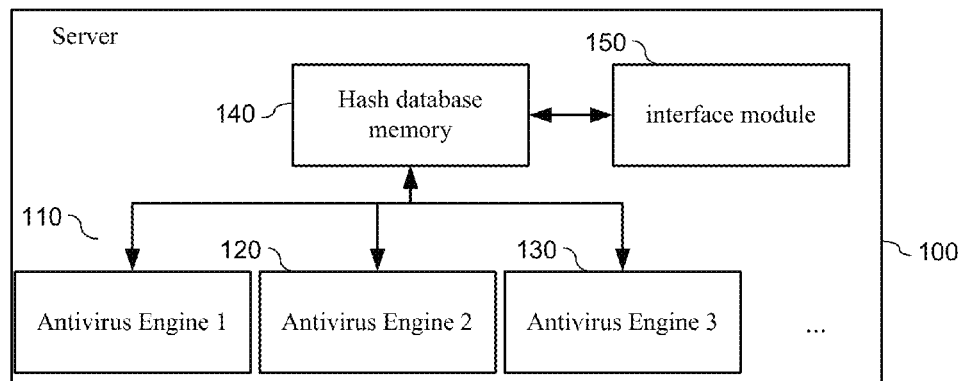 Server
150
140
Hash database
memory
interface module
110
120
130
100
Antivirus Engine 1
Antivirus Engine 2
Antivirus Engine 3
...